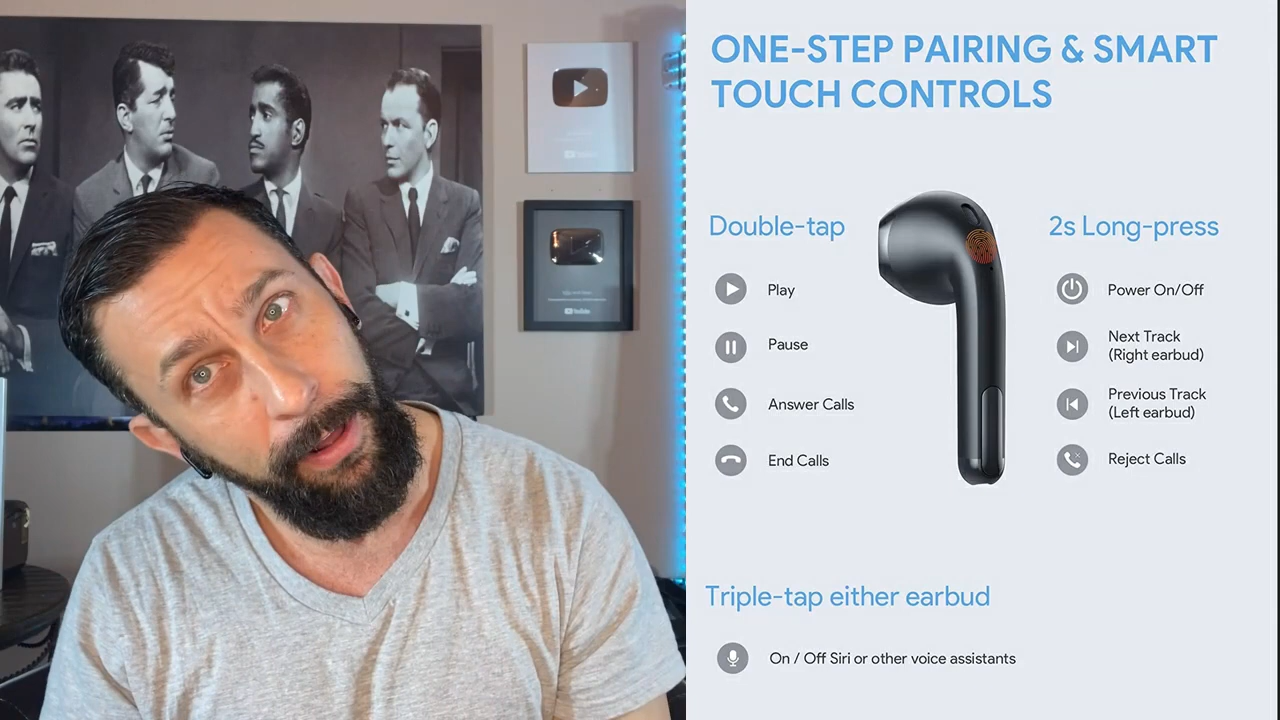 ONE-STEP PAIRING & SMART
TOUCH CONTROLS
Double-tap
Play
Pause
Answer Calls
End Calls
2s Long-press
Power On/Off
Next Track
(Right earbud)
Previous Track
(Left earbud)
Reject Calls
Triple-tap either earbud
On / Off Siri or other voice assistants
YouTube